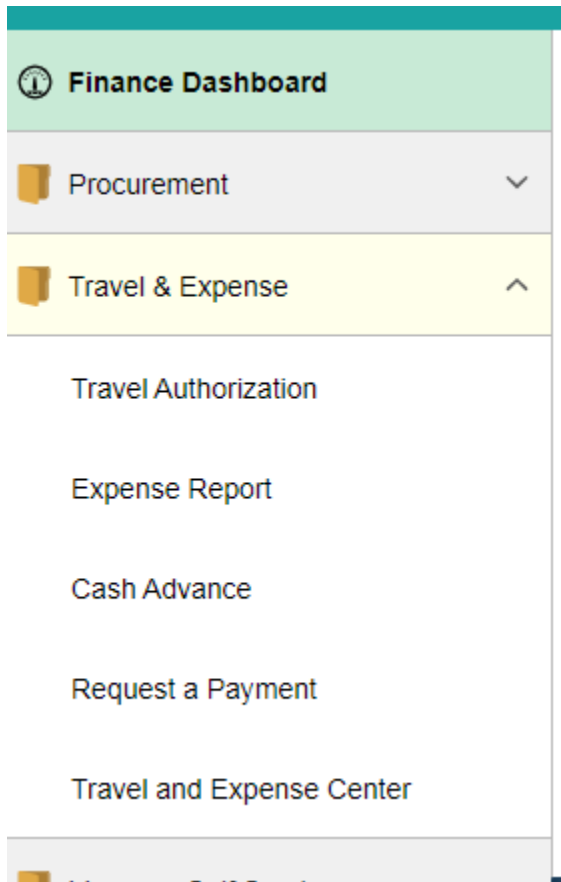 Finance Dashboard
Procurement
Travel & Expense
Travel Authorization
Expense Report
Cash Advance
Request a Payment
Travel and Expense Center